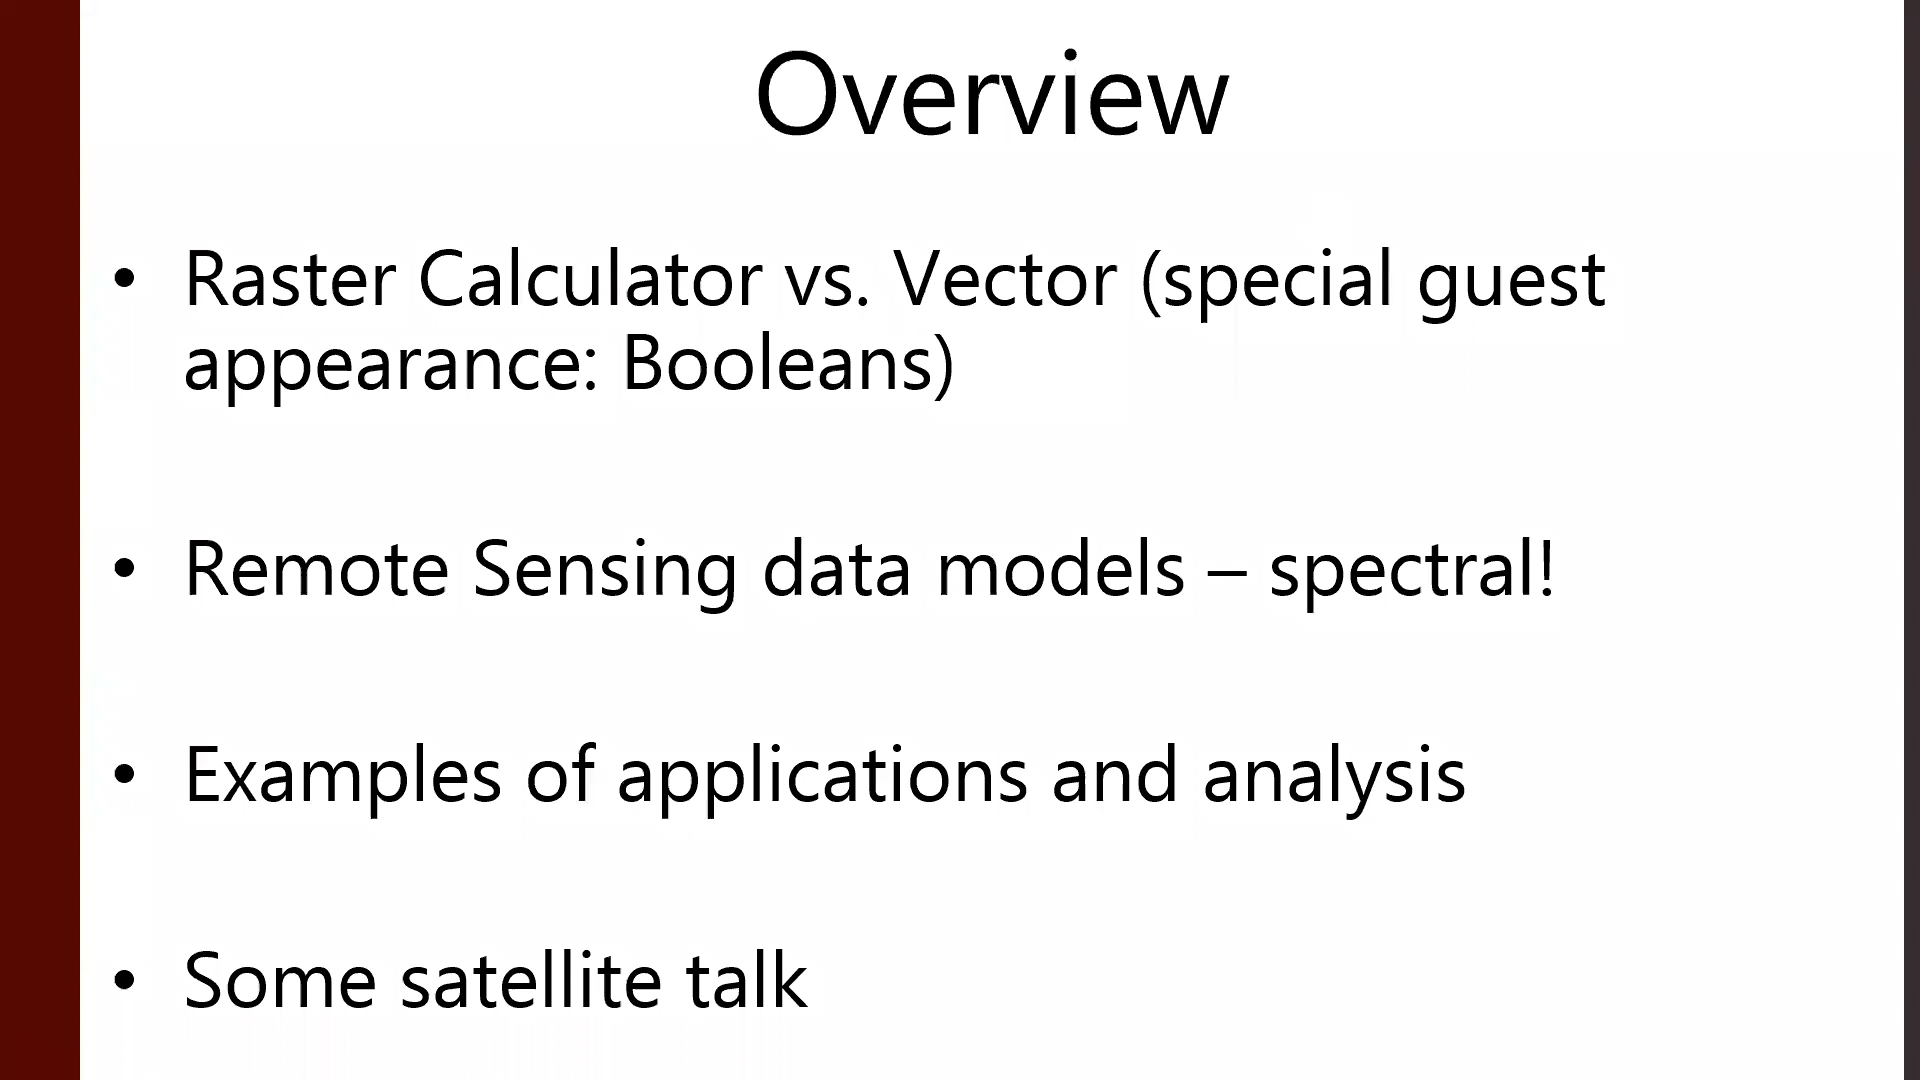 Overview
• Raster Calculator vs. Vector (special guest
appearance: Booleans)
• Remote Sensing data models – spectral!
• Examples of applications and analysis
• Some satellite talk